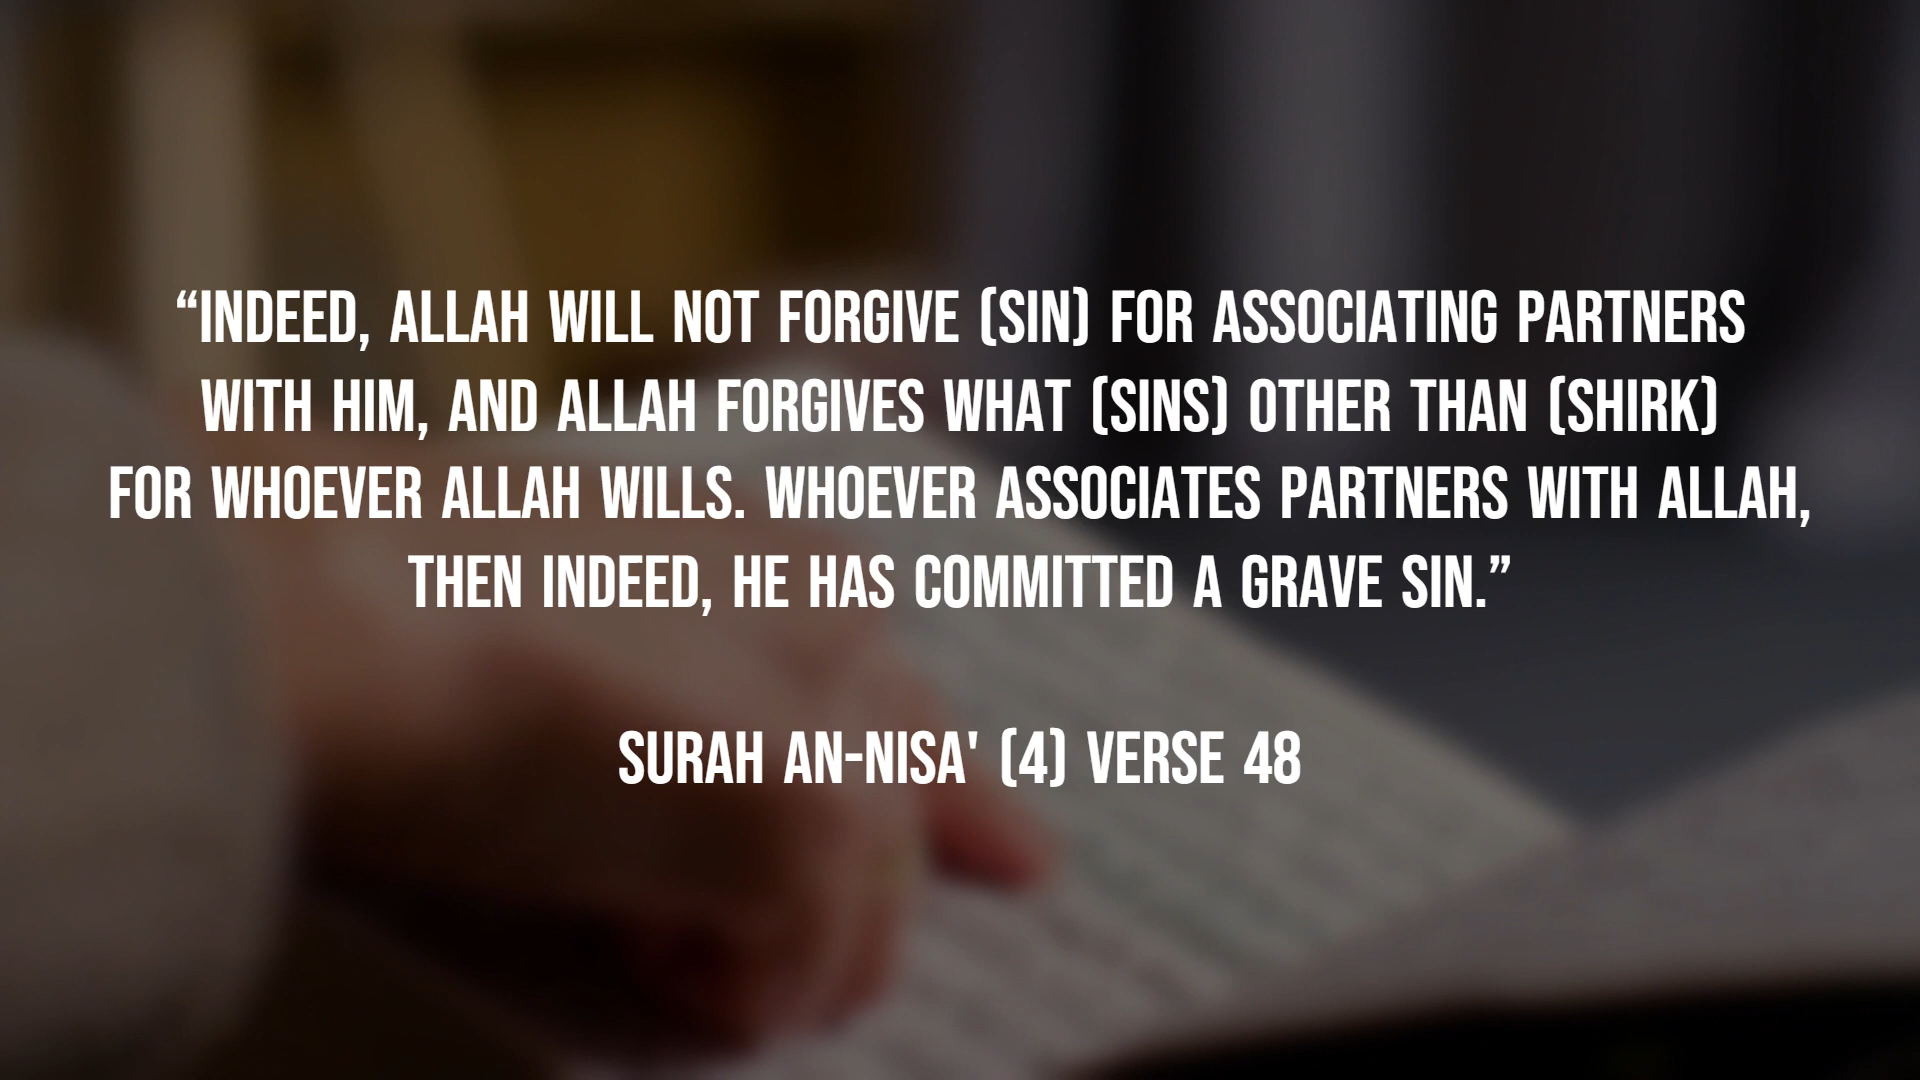 “INDEED, ALLAH WILL NOT FORGIVE (SIN) FOR ASSOCIATING PARTNERS
WITH HIM, AND ALLAH FORGIVES WHAT (SINS) OTHER THAN (SHIRK)
FOR WHOEVER ALLAH WILLS. WHOEVER ASSOCIATES PARTNERS WITH ALLAH,
THEN INDEED, HE HAS COMMITTED A GRAVE SIN.”
SURAH AN-NISA' (4) VERSE 48